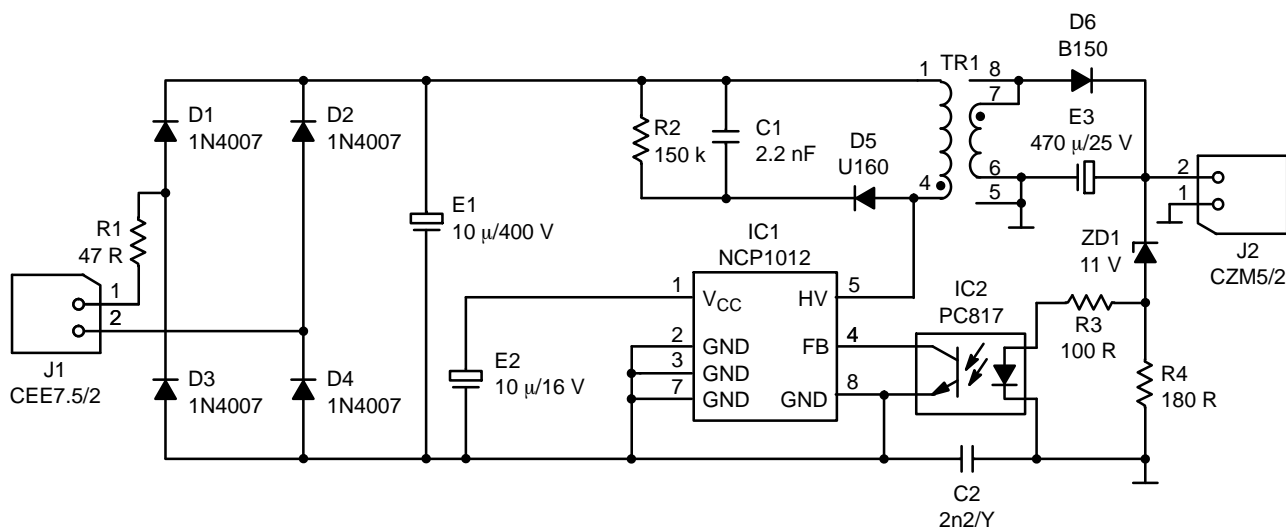 D6
B150
TR1
1
8
7
E3
470 μ/25 V
D1
1N4007
D2
1N4007
R2
150 k
C1
2.2 nF
D5
U160
4
6
5
2
1
R1
47 R
E1
10 μ/400 V
IC1
NCP1012
ZD1
11 V
J2
CZM5/2
1
2
J1
CEE7.5/2
1
VCC
HV
5
IC2
PC817
R3
100 R
2
GND
FB
4
3
GND
7
GND
GND
8
E2
10 μ/16 V
D3
1N4007
D4
1N4007
R4
180 R
C2
2n2/Y